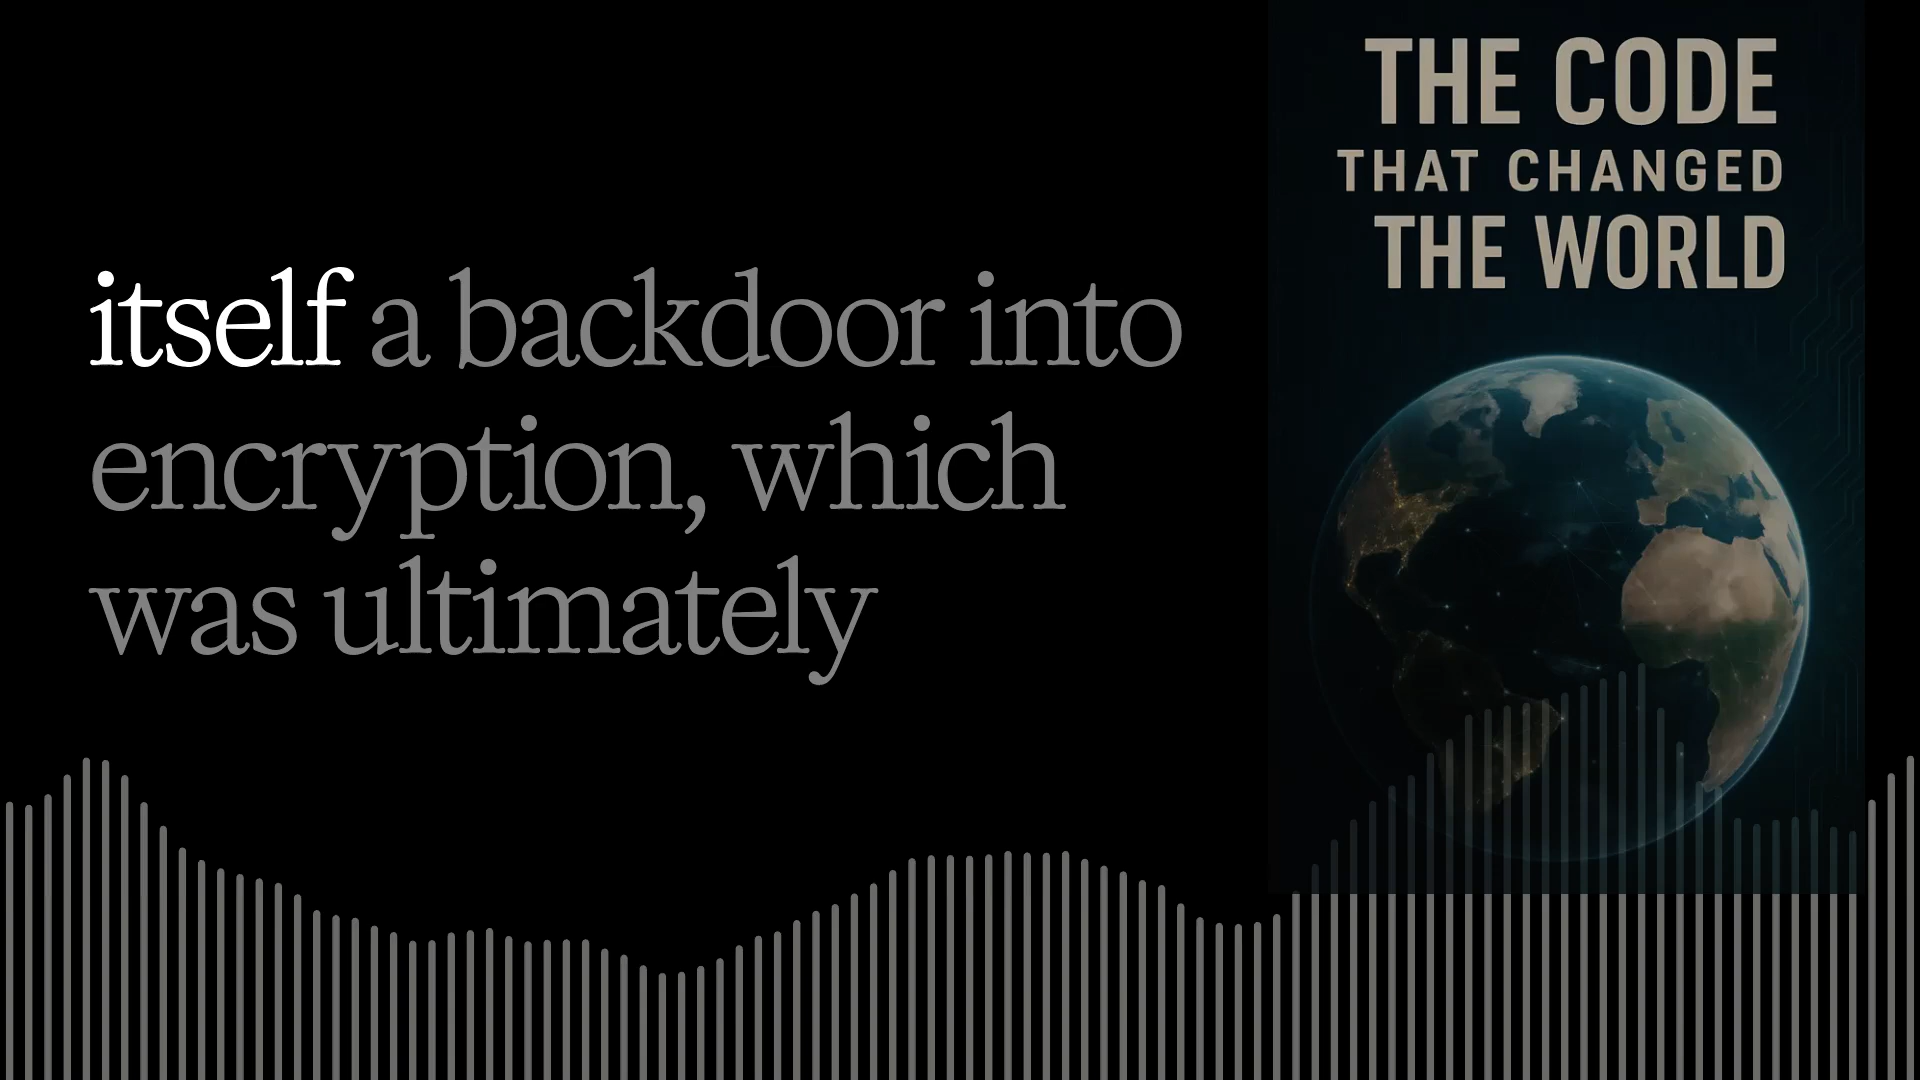 itself a backdoor into
encryption, which
was ultimately
THE CODE
THAT CHANGED
THE WORLD